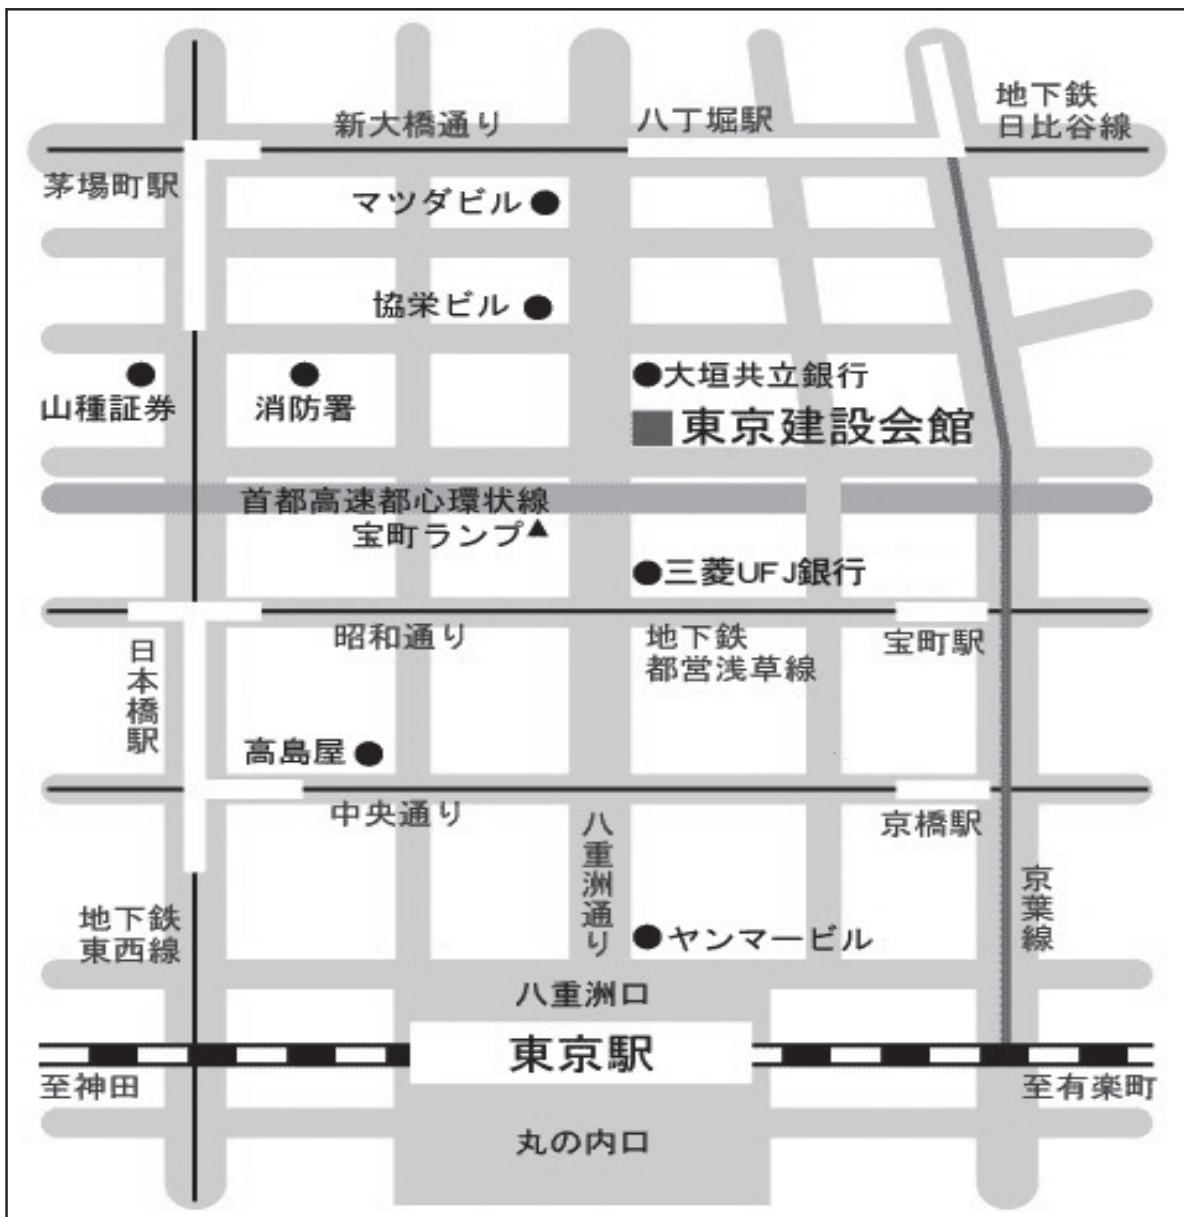 地下鉄
日比谷線
新大橋通り
八丁堀駅
茅場町駅
マツダビル
協栄ビル
大垣共立銀行
東京建設会館
山種証券
消防署
首都高速都心環状線
宝町ランプ
三菱UFJ銀行
昭和通り
地下鉄
都営浅草線
宝町駅
日本橋駅
高島屋
中央通り
京橋駅
八重洲通り
京葉線
地下鉄
東西線
ヤンマービル
八重洲口
東京駅
至神田
至有楽町
丸の内口